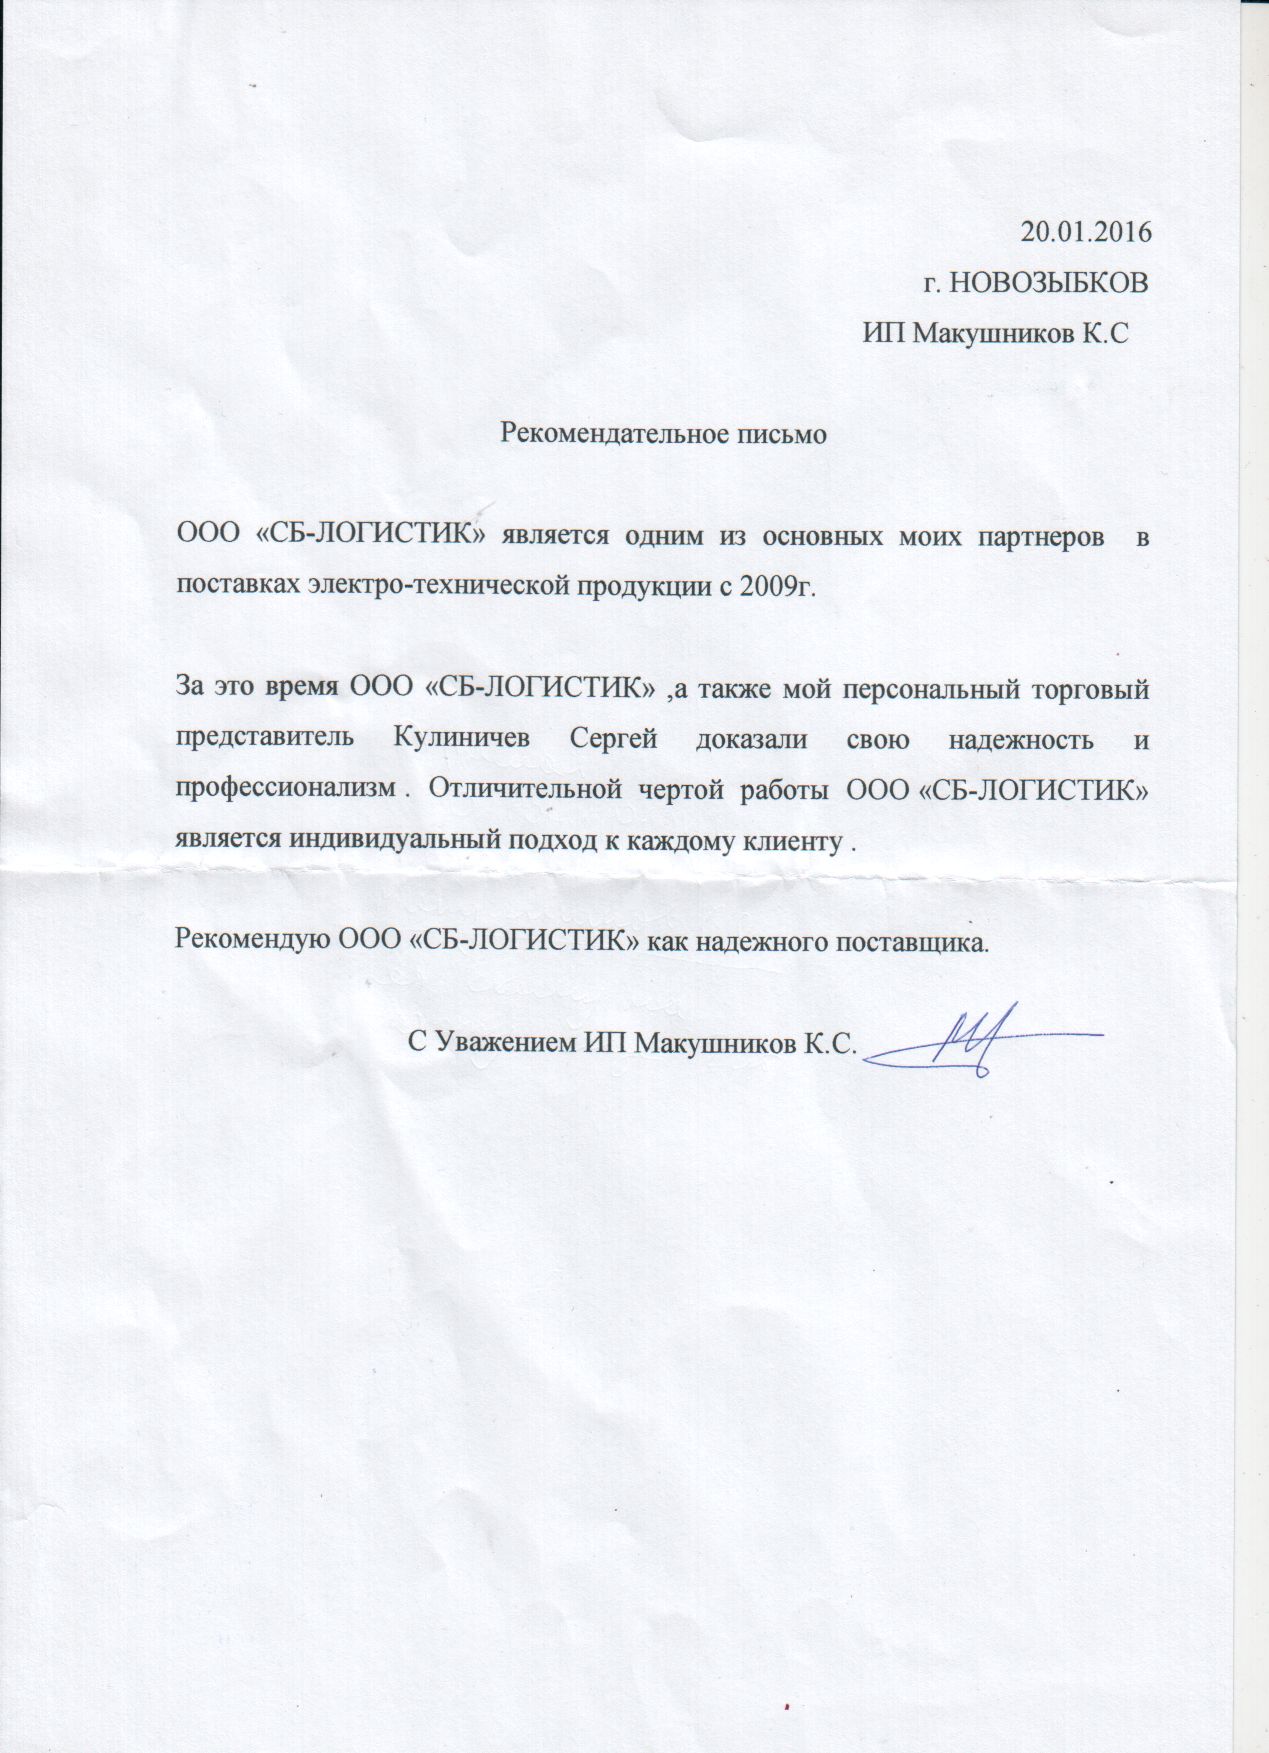 20.01.2016
г. НОВОЗЫБКОВ
ИП Макушников К.С
Рекомендательное письмо
ООО «СБ-ЛОГИСТИК» является одним из основных моих партнеров в
поставках электро-технической продукции с 2009г.
За это время ООО «СБ-ЛОГИСТИК» ,а также мой персональный торговый
представитель Кулиничев Сергей доказали свою надежность и
профессионализм . Отличительной чертой работы ООО «СБ-ЛОГИСТИК»
является индивидуальный подход к каждому клиенту .
Рекомендую ООО «СБ-ЛОГИСТИК» как надежного поставщика.
С Уважением ИП Макушников К.С.